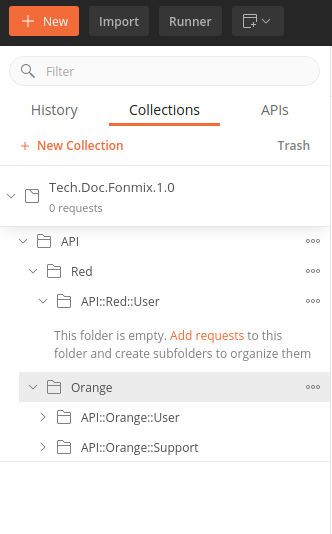 + New Import Runner
Filter
History Collections APIs
+ New Collection Trash
Tech.Doc.Fonmix.1.0
0 requests
API
Red
API::Red::User
This folder is empty. Add requests to this
folder and create subfolders to organize them
Orange
API::Orange::User
API::Orange::Support